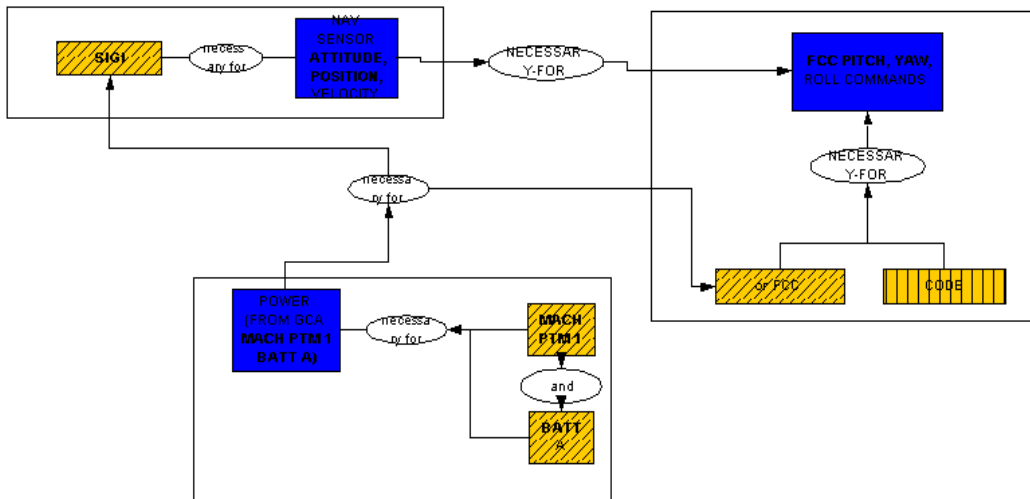 SIGI
necess
ary for
NAV
SENSOR
ATTITUDE,
POSITION,
VELOCITY
NECESSAR
Y-FOR
FCC PITCH, YAW,
ROLL COMMANDS
NECESSAR
Y-FOR
necessa
ry for
or FCC
CODE
POWER
(FROM GCA
MACH PTM 1
BATT A)
necessa
ry for
MACH
PTM 1
and
BATT
A